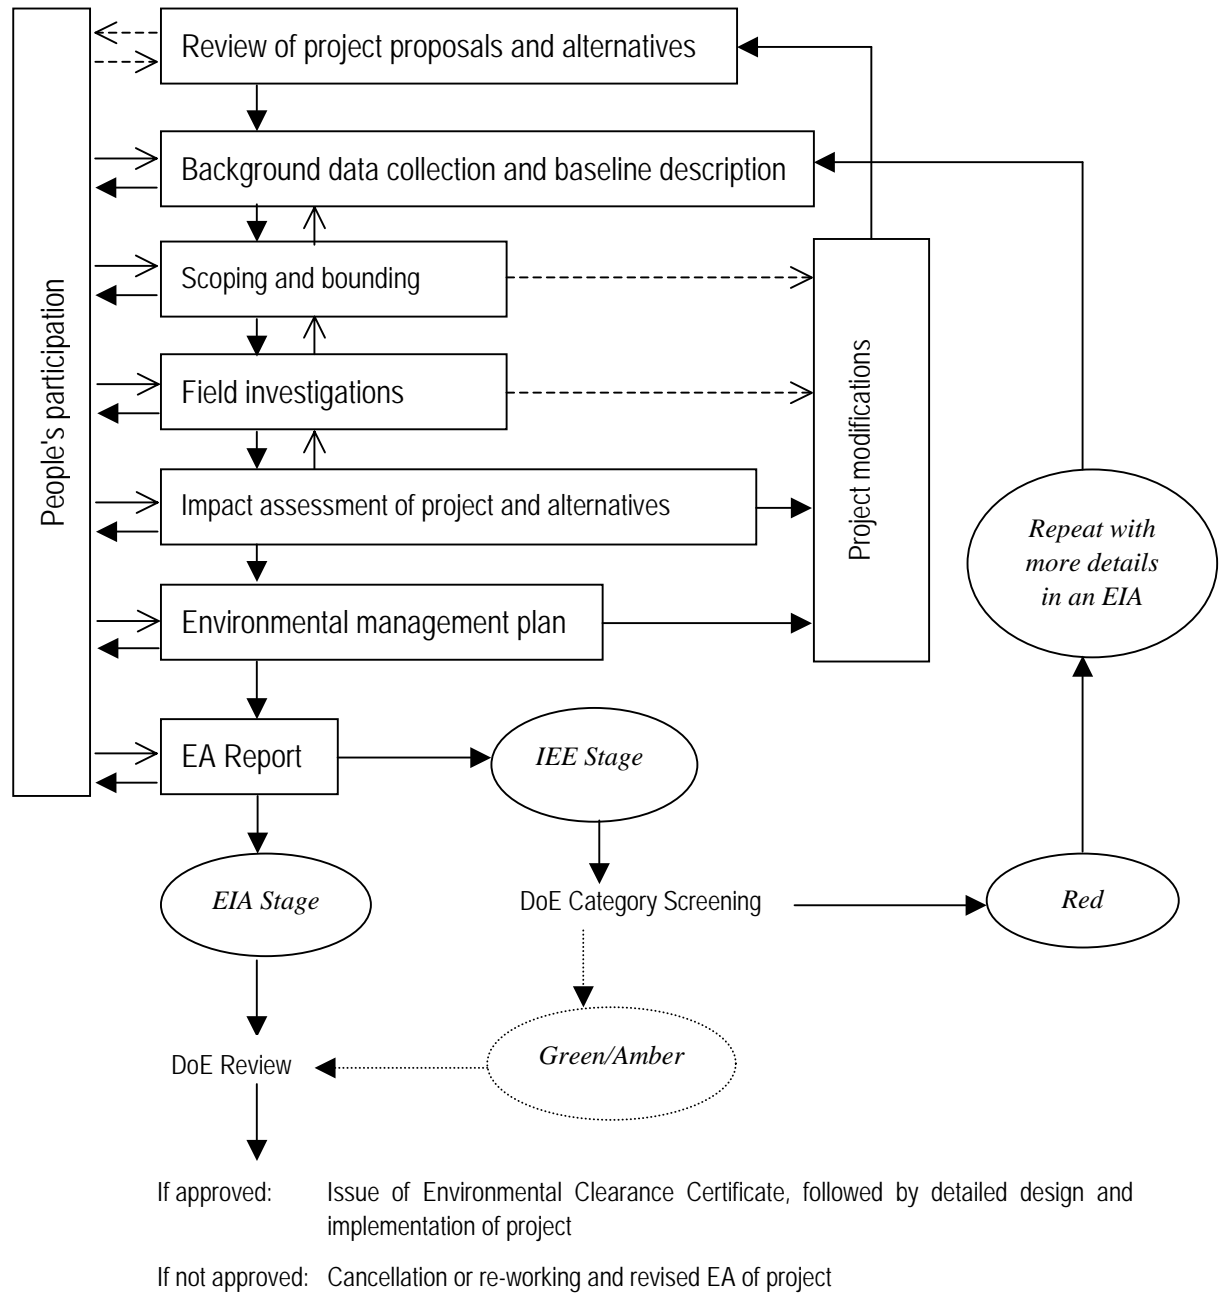 Review of project proposals and alternatives
Background data collection and baseline description
Scoping and bounding
Field investigations
Impact assessment of project and alternatives
Environmental management plan
EA Report
People's participation
Project modifications
Repeat with
more details
in an EIA
IEE Stage
EIA Stage
DoE Category Screening
Red
Green/Amber
DoE Review
If approved: Issue of Environmental Clearance Certificate, followed by detailed design and
implementation of project
If not approved: Cancellation or re-working and revised EA of project